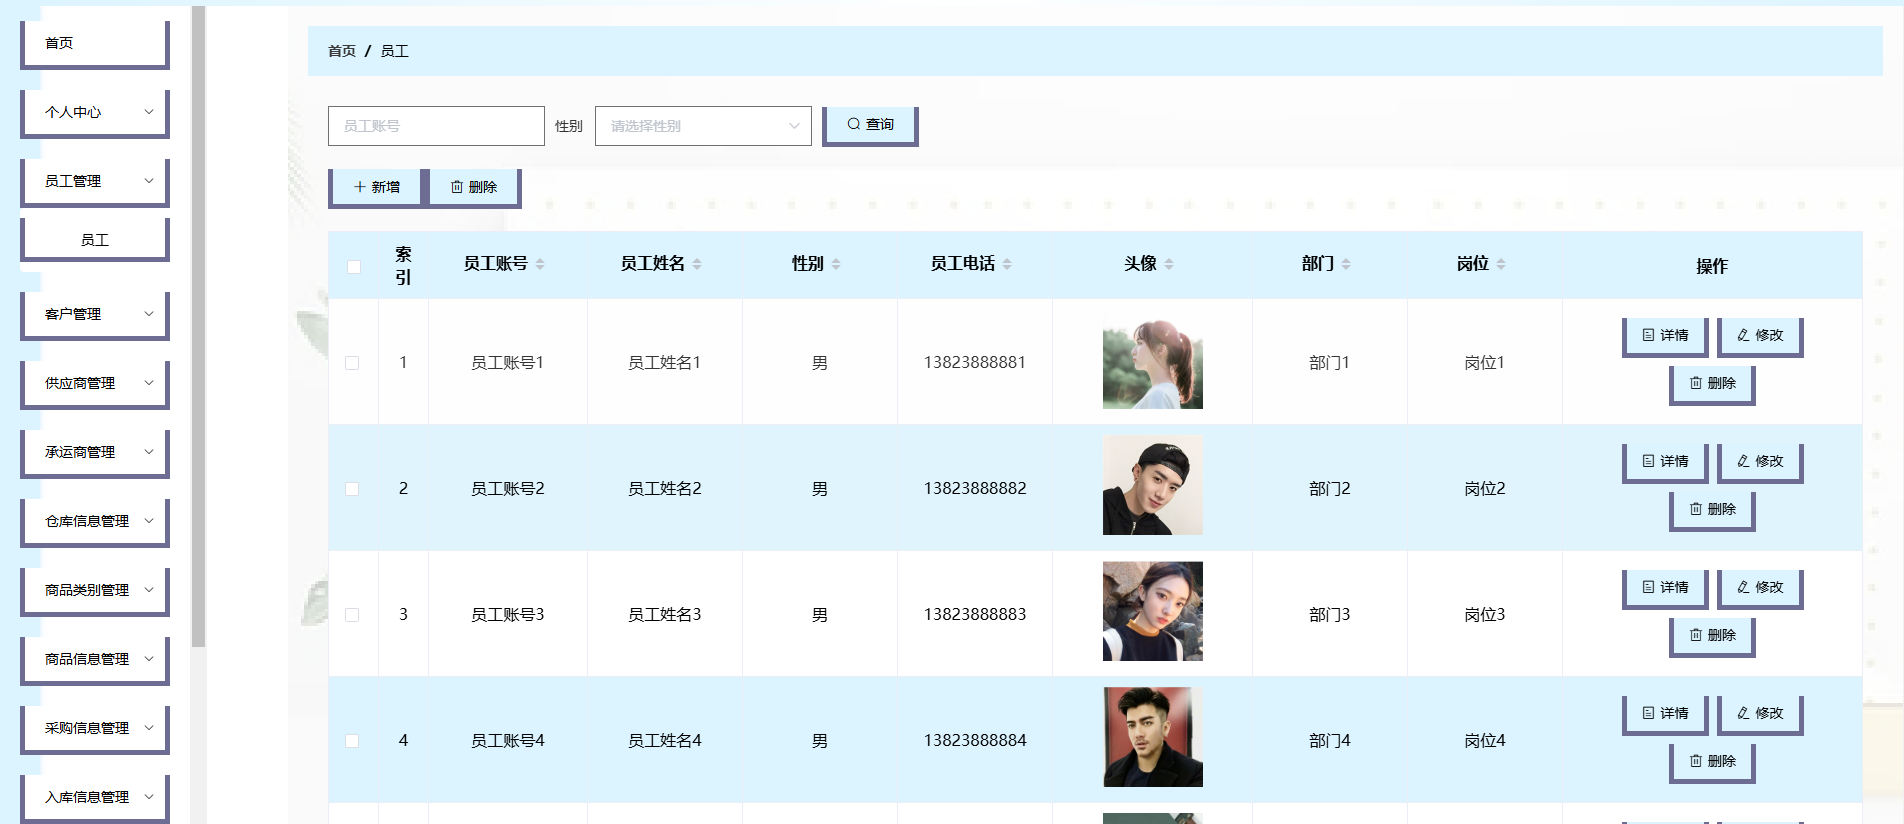 首页
个人中心
员工管理
员工
客户管理
供应商管理
承运商管理
仓库信息管理
商品类别管理
商品信息管理
采购信息管理
入库信息管理
首页 / 员工
员工账号 性别 请选择性别 查询
新增 删除
索引 员工账号 员工姓名 性别 员工电话 头像 部门 岗位 操作
1 员工账号1 员工姓名1 男 13823888881 部门1 岗位1 详情 修改
删除
2 员工账号2 员工姓名2 男 13823888882 部门2 岗位2 详情 修改
删除
3 员工账号3 员工姓名3 男 13823888883 部门3 岗位3 详情 修改
删除
4 员工账号4 员工姓名4 男 13823888884 部门4 岗位4 详情 修改
删除